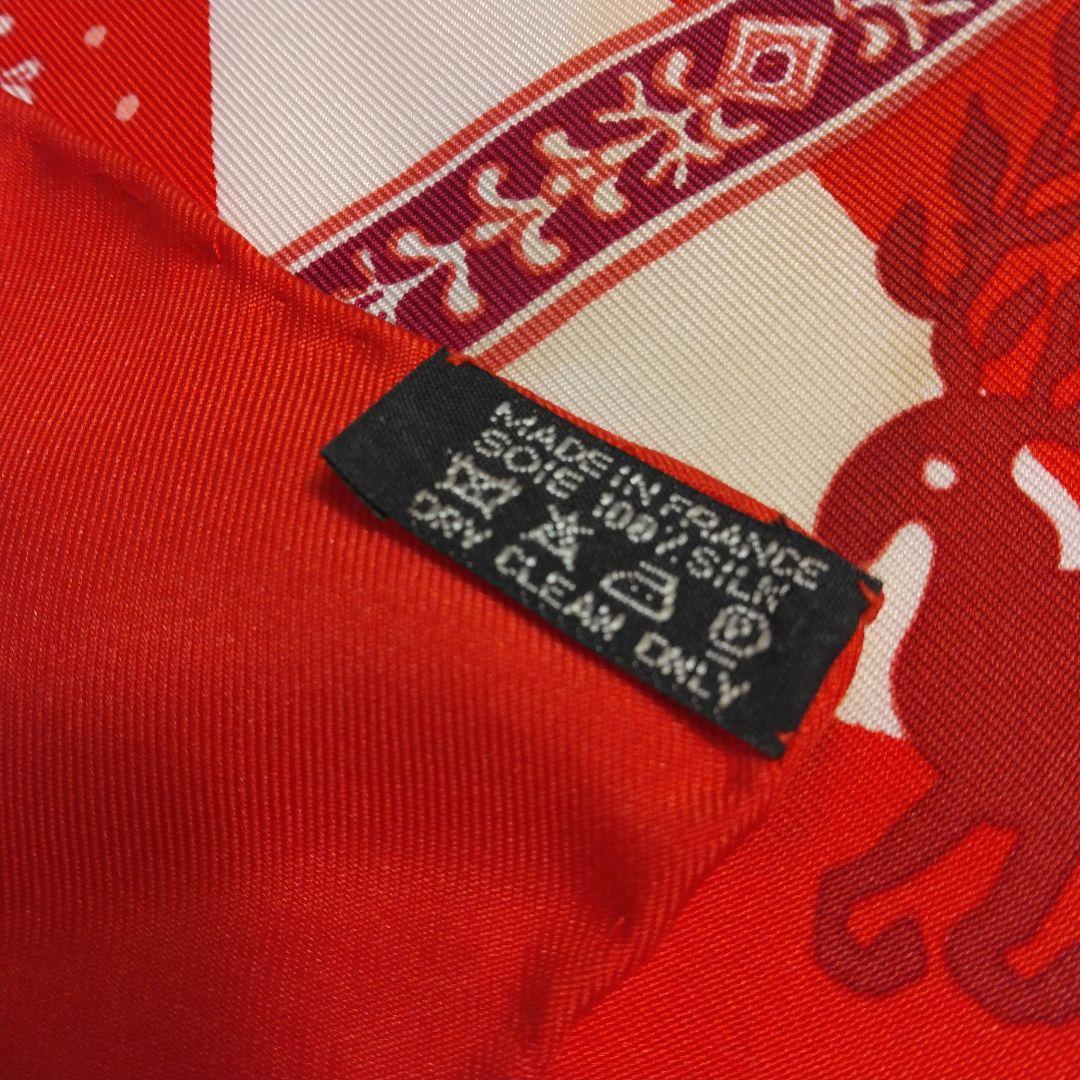 MADE IN FRANCE
SOIE 100% SILK
P
DRY CLEAN ONLY